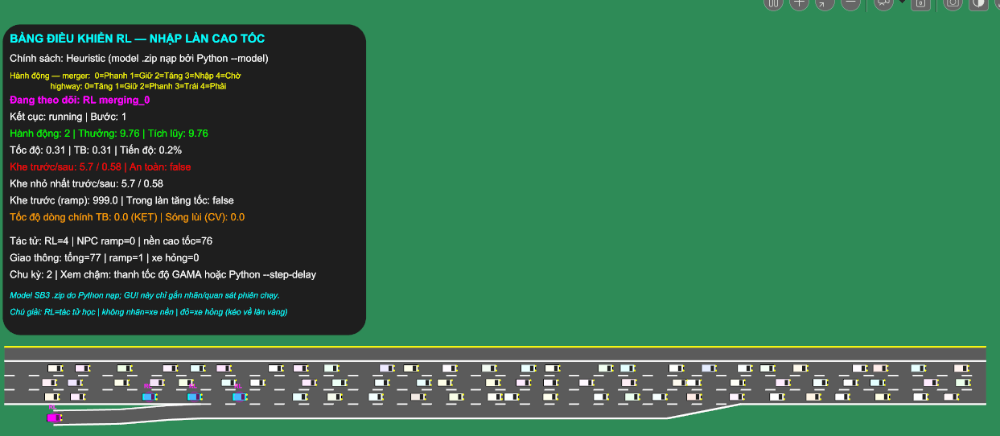 BẢNG ĐIỀU KHIỂN RL — NHẬP LÀN CAO TỐC
Chính sách: Heuristic (model .zip nạp bởi Python --model)
Hành động — merger: 0=Phanh 1=Giữ 2=Tăng 3=Nhập 4=Chờ
highway: 0=Tăng 1=Giữ 2=Phanh 3=Trái 4=Phải
Đang theo dõi: RL merging_0
Kết cục: running | Bước: 1
Hành động: 2 | Thưởng: 9.76 | Tích lũy: 9.76
Tốc độ: 0.31 | TB: 0.31 | Tiến độ: 0.2%
Khe trước/sau: 5.7 / 0.58 | An toàn: false
Khe nhỏ nhất trước/sau: 5.7 / 0.58
Khe trước (ramp): 999.0 | Trong làn tăng tốc: false
Tốc độ dòng chính TB: 0.0 (KẸT) | Sóng lùi (CV): 0.0
Tác tử: RL=4 | NPC ramp=0 | nền cao tốc=76
Giao thông: tổng=77 | ramp=1 | xe hỏng=0
Chu kỳ: 2 | Xem chậm: thanh tốc độ GAMA hoặc Python --step-delay
Model SB3 .zip do Python nạp; GUI này chỉ gắn nhãn/quan sát phiên chạy.
Chú giải: RL=tác tử học | không nhãn=xe nền | đỏ=xe hỏng (kéo về làn vàng)